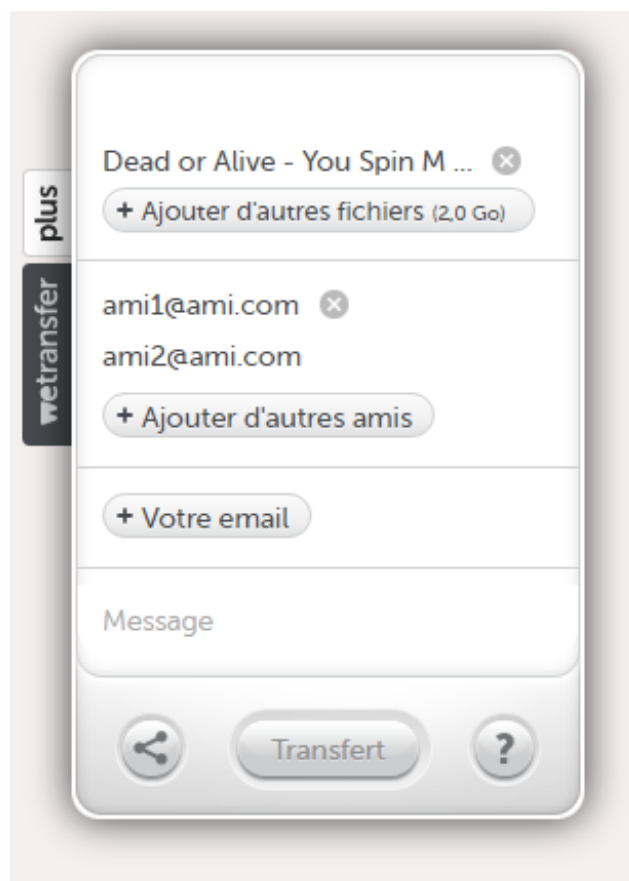 Dead or Alive - You Spin M ...
+ Ajouter d'autres fichiers (2,0 Go)
plus
wetransfer
ami1@ami.com
ami2@ami.com
+ Ajouter d'autres amis
+ Votre email
Message
Transfert
?